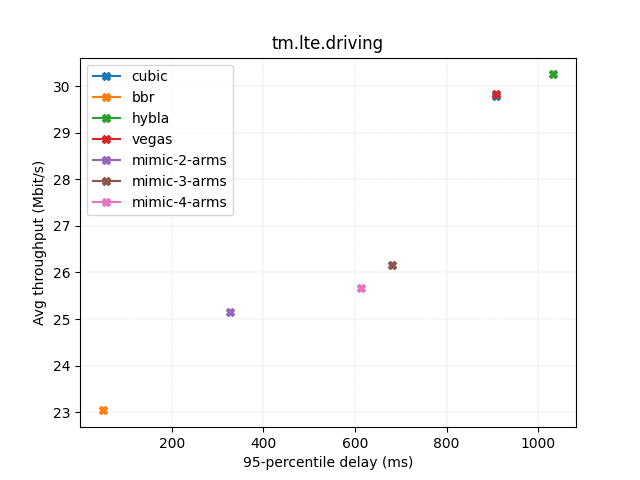 tm.lte.driving
cubic
bbr
hybla
vegas
mimic-2-arms
mimic-3-arms
mimic-4-arms
30
29
28
27
26
25
24
23
Avg throughput (Mbit/s)
200 400 600 800 1000
95-percentile delay (ms)